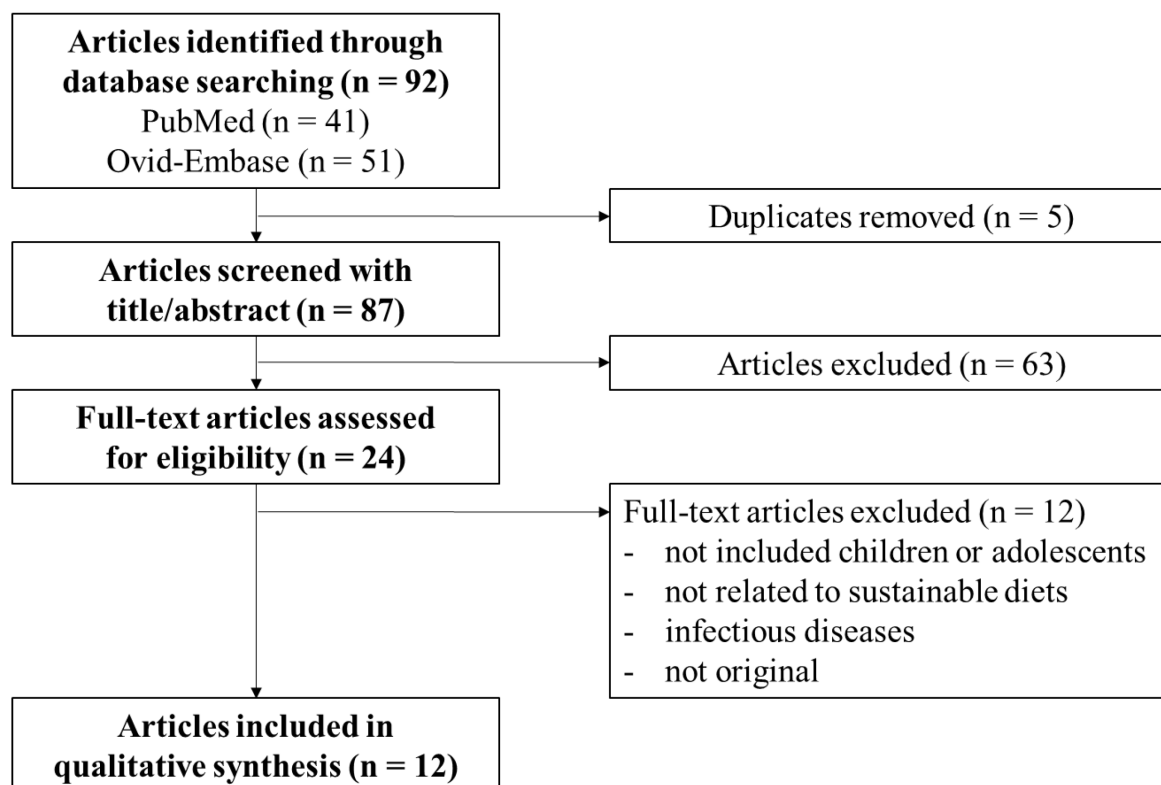 Articles identified through
database searching (n = 92)
PubMed (n = 41)
Ovid-Embase (n = 51)
Duplicates removed (n = 5)
Articles screened with
title/abstract (n = 87)
Articles excluded (n = 63)
Full-text articles assessed
for eligibility (n = 24)
Full-text articles excluded (n = 12)
- not included children or adolescents
- not related to sustainable diets
- infectious diseases
- not original
Articles included in
qualitative synthesis (n = 12)